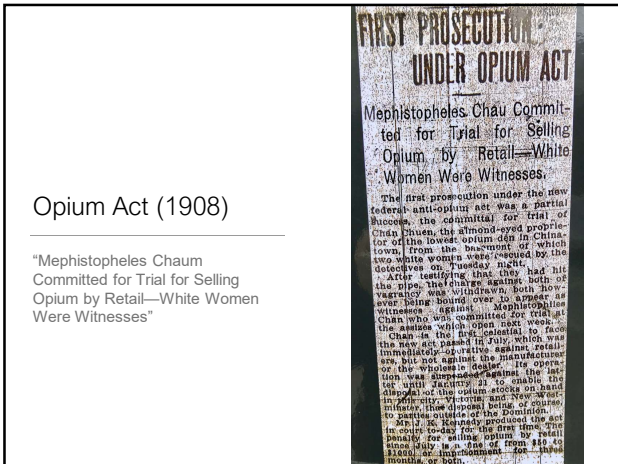 Opium Act (1908)
“Mephistopheles Chaum
Committed for Trial for Selling
Opium by Retail—White Women
Were Witnesses”
FIRST PROSECUTION
UNDER OPIUM ACT
Mephistopheles Chau Commit-
ted for Trial for Selling
Opium by Retail—White
Women Were Witnesses.
The first prosecution under the new
federal anti-opium act was a partial
success, the committal for trial of
Chan Chuen, the almond-eyed proprie-
tor of the lowest opium den in China-
town, from the basement of which
two white women were rescued by the
detectives on Tuesday night.
After testifying that they had hit
the pipe, the charge against both of
vagrancy was withdrawn, both how-
ever being bound over to appear as
witnesses against Mephistophiles
Chan who was committed for trial at
the assizes which open next week.
Chan is the first celestial to face
the new act passed in July, which was
immediately operative against retail-
ers, but not against the manufacturer
or the wholesale dealer. Its opera-
tion was suspended against the lat-
ter until January 21 to enable the
disposal of the opium stocks on hand
in this city, Victoria, and New West-
minster, the disposal being, of course,
to parties outside of the Dominion.
Mr. J. K. Kennedy produced the act
in court to-day for the first time. The
penalty for selling opium by retail
since July is a fine of from $50 to
$1000, or imprisonment for three
months, or both.